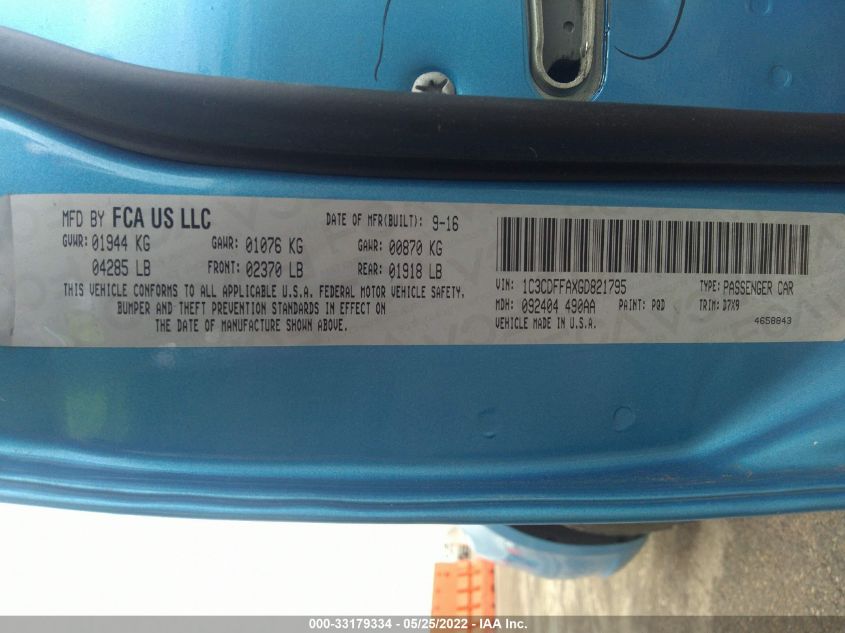 MFD BY FCA US LLC DATE OF MFR(BUILT): 9-16
GVWR: 01944 KG GAWR: 01076 KG GAWR: 00870 KG
04285 LB FRONT: 02370 LB REAR: 01918 LB
THIS VEHICLE CONFORMS TO ALL APPLICABLE U.S.A. FEDERAL MOTOR VEHICLE SAFETY,
BUMPER AND THEFT PREVENTION STANDARDS IN EFFECT ON
THE DATE OF MANUFACTURE SHOWN ABOVE.
VIN: 1C3CDFFAXGD821795 TYPE: PASSENGER CAR
MDH: 092404 490AA PAINT: PQD TRIM: D7X9
VEHICLE MADE IN U.S.A. 4658843
000-33179334 - 05/25/2022 - IAA Inc.